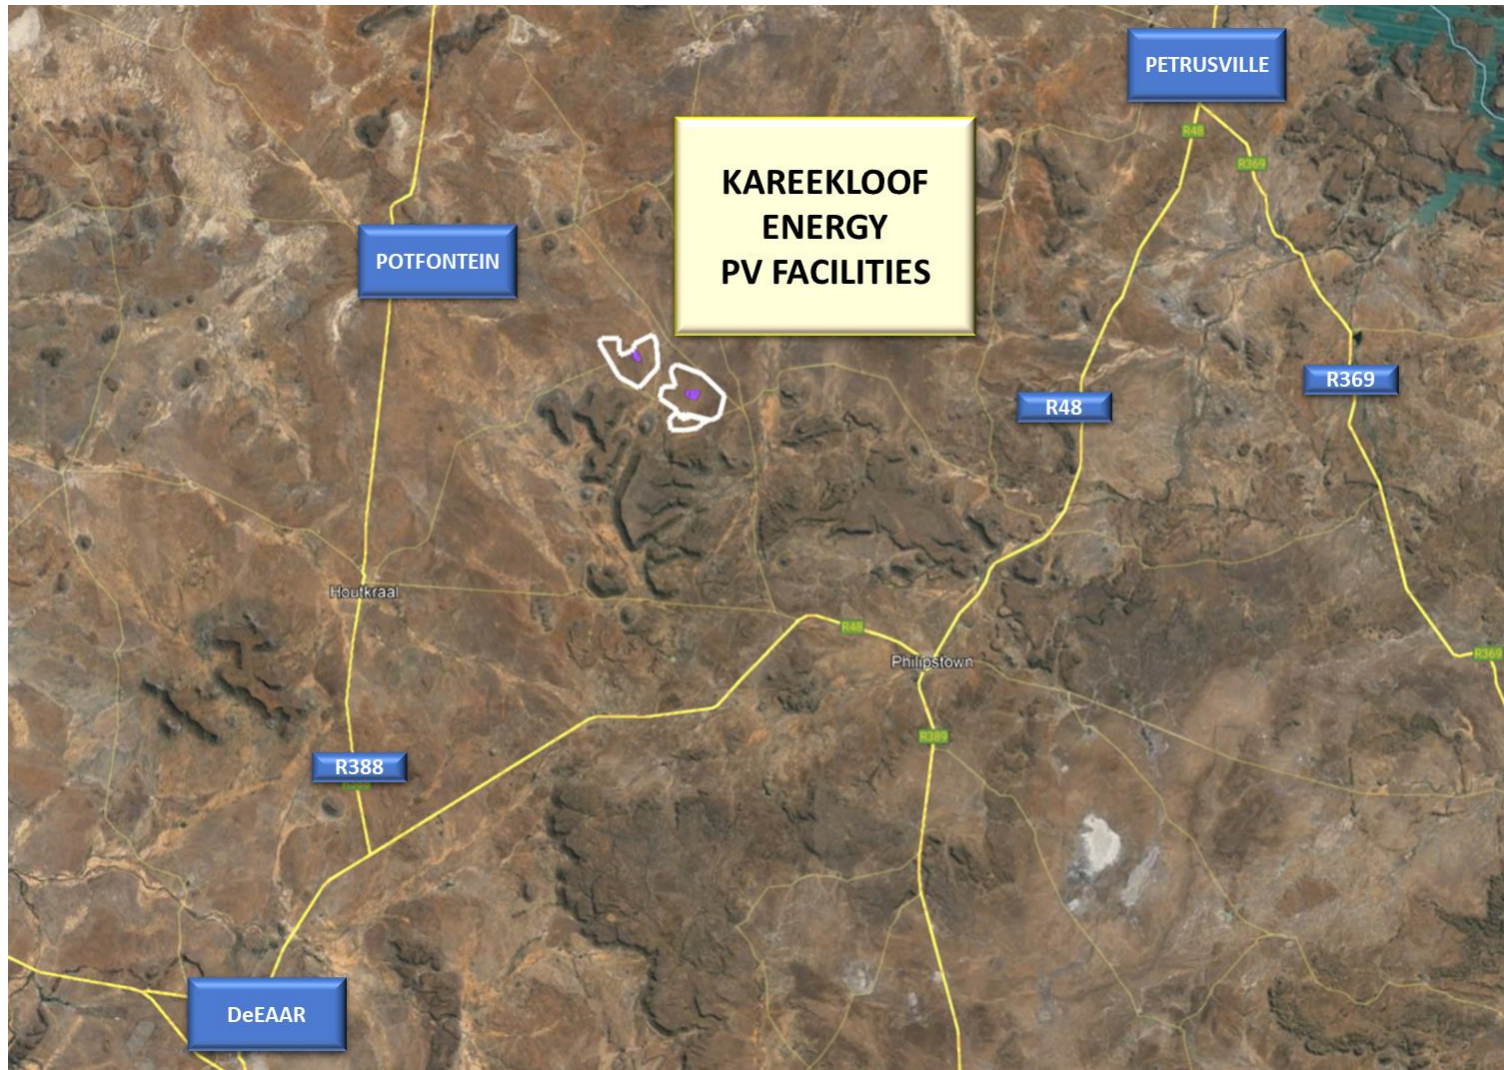 PETRUSVILLE
R48
R369
KAREEKLOOF
ENERGY
PV FACILITIES
POTFONTEIN
R369
R48
Houtkraal
R48
Philipstown
R369
R389
R388
DeEAAR